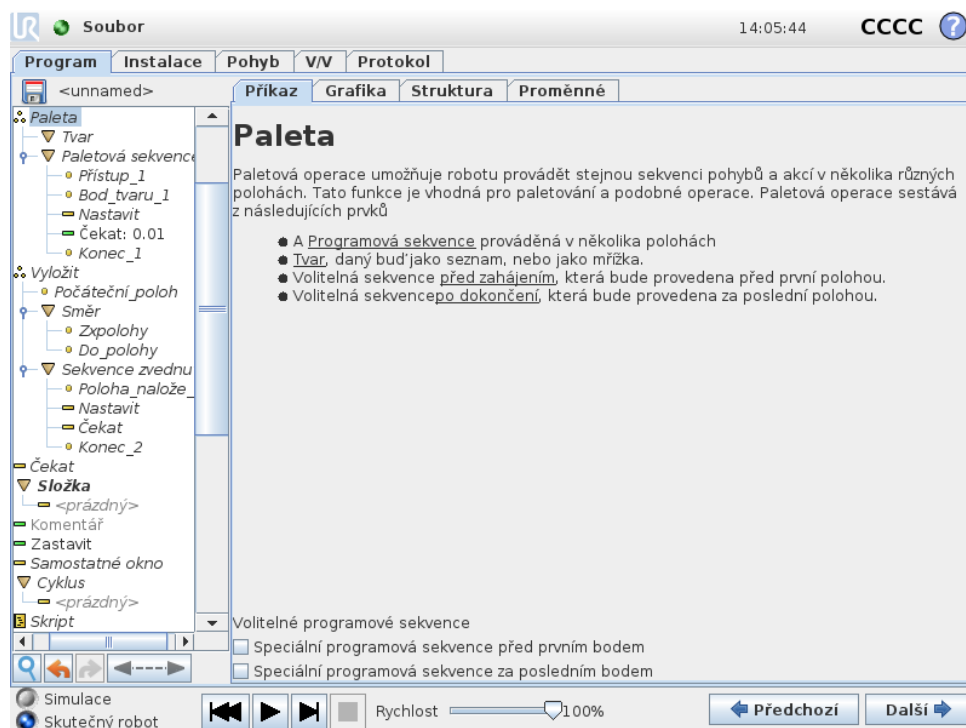 UR Soubor 14:05:44 CCCC ?
Program Instalace Pohyb V/V Protokol
<unnamed>
Příkaz Grafika Struktura Proměnné
Paleta
Tvar
Paletová sekvence
Přístup_1
Bod_tvaru_1
Nastavit
Čekat: 0.01
Konec_1
Vyložit
Počáteční_poloh
Směr
Zxpolohy
Do_polohy
Sekvence zvednu
Poloha_nalože_
Nastavit
Čekat
Konec_2
Čekat
Složka
<prázdný>
Komentář
Zastavit
Samostatné okno
Cyklus
<prázdný>
Skript
Paleta
Paletová operace umožňuje robotu provádět stejnou sekvenci pohybů a akcí v několika různých
polohách. Tato funkce je vhodná pro paletování a podobné operace. Paletová operace sestává
z následujících prvků
A Programová sekvence prováděná v několika polohách
Tvar, daný buďjako seznam, nebo jako mřížka.
Volitelná sekvence před zahájením, která bude provedena před první polohou.
Volitelná sekvencepo dokončení, která bude provedena za poslední polohou.
Volitelné programové sekvence
Speciální programová sekvence před prvním bodem
Speciální programová sekvence za posledním bodem
Simulace
Skutečný robot
Rychlost 100%
Předchozí Další